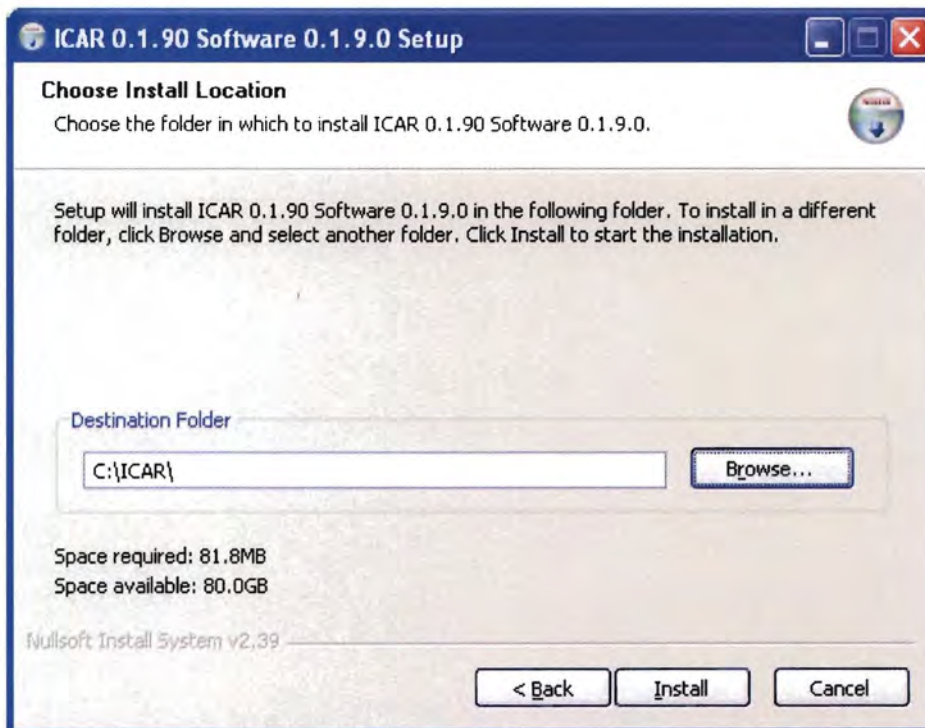 ICAR 0.1.90 Software 0.1.9.0 Setup
Choose Install Location
Choose the folder in which to install ICAR 0.1.90 Software 0.1.9.0.
Setup will install ICAR 0.1.90 Software 0.1.9.0 in the following folder. To install in a different
folder, click Browse and select another folder. Click Install to start the installation.
Destination Folder
C:\ICAR\
Browse...
Space required: 81.8MB
Space available: 80.0GB
Nullsoft Install System v2.39
< Back
Install
Cancel